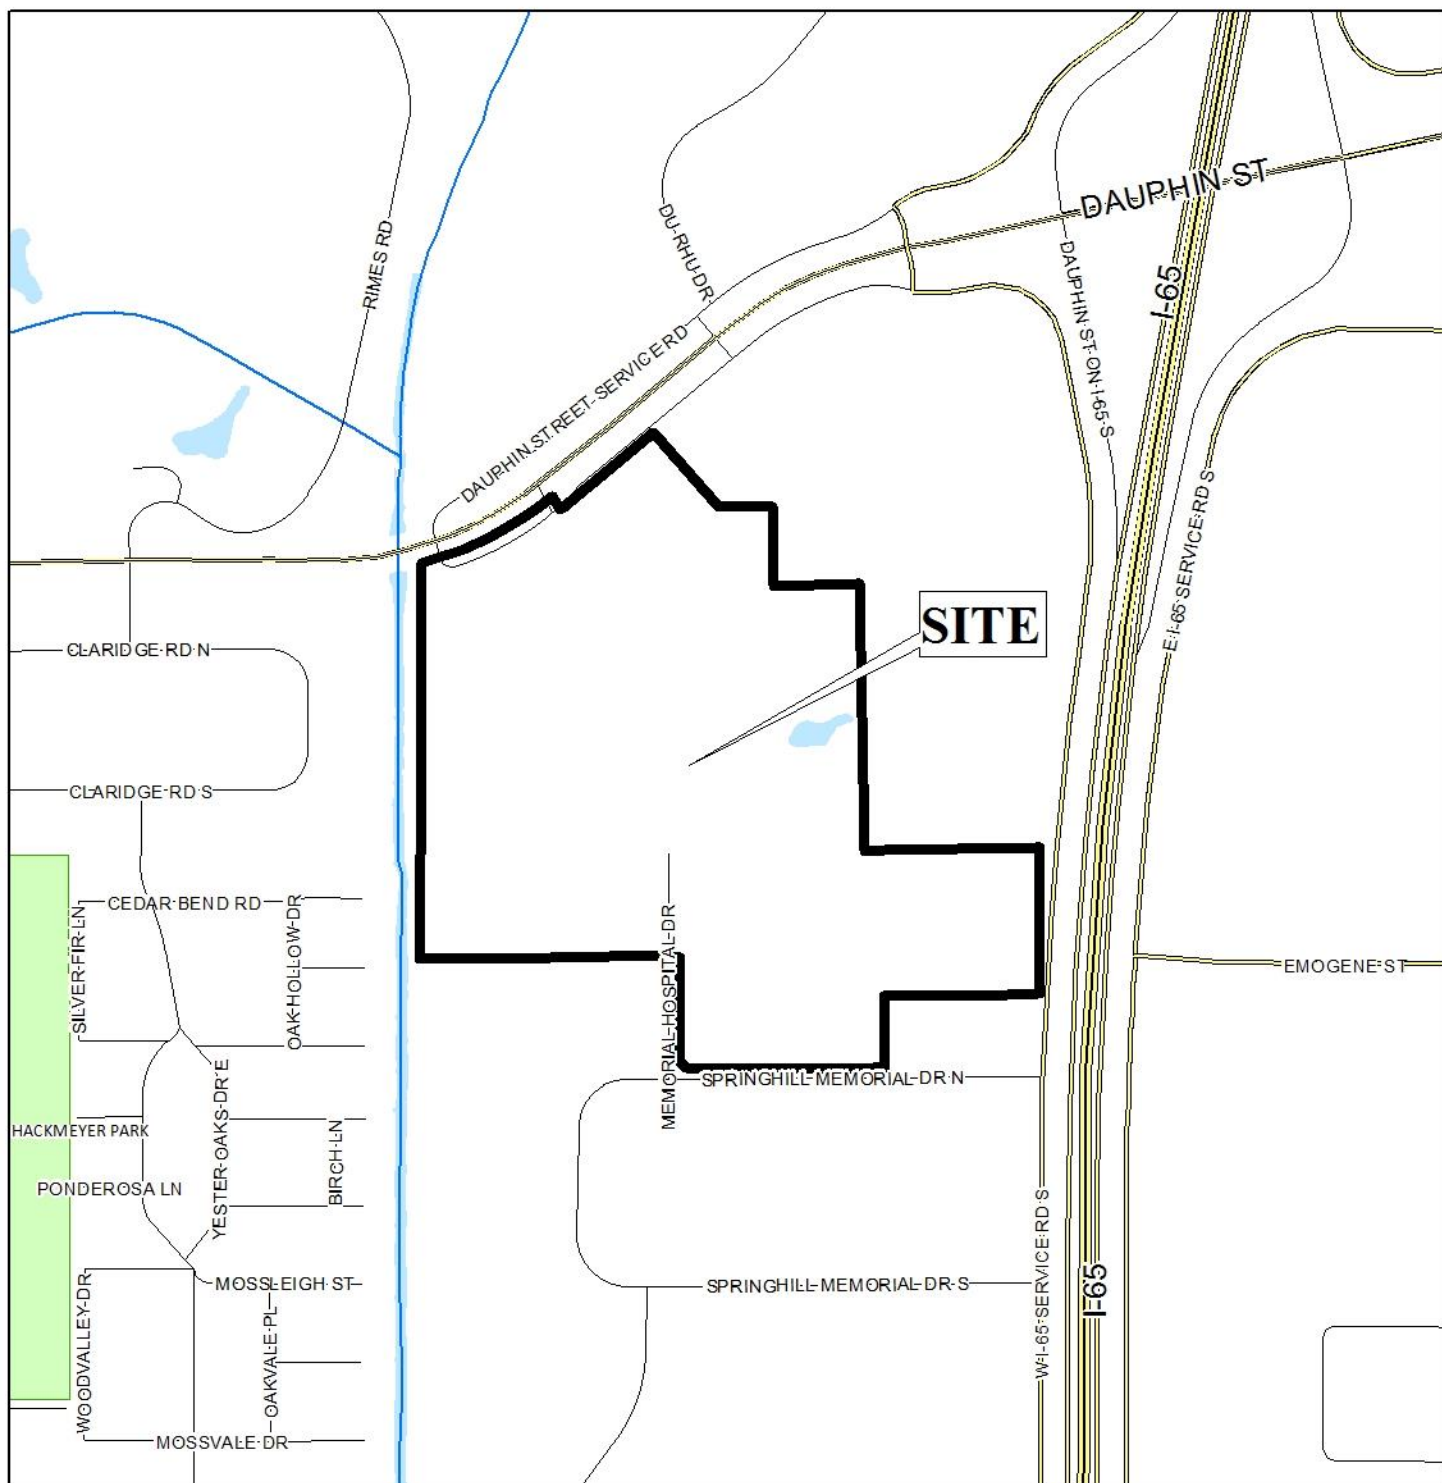 DAUPHIN ST
RIMES RD
DU RHU DR
DAUPHIN ST ON I-65 S
I-65
DAUPHIN STREET SERVICE RD
E I-65 SERVICE RD S
SITE
CLARIDGE RD N
CLARIDGE RD S
CEDAR BEND RD
SILVER FIR LN
OAK HOLLOW DR
MEMORIAL HOSPITAL DR
EMOGENE ST
SPRINGHILL MEMORIAL DR N
HACKMEYER PARK
YESTER OAKS DR E
BIRCH LN
PONDEROSA LN
W I-65 SERVICE RD S
MOSSLEIGH ST
SPRINGHILL MEMORIAL DR S
I-65
WOODVALLEY DR
OAKVALE PL
MOSSVALE DR